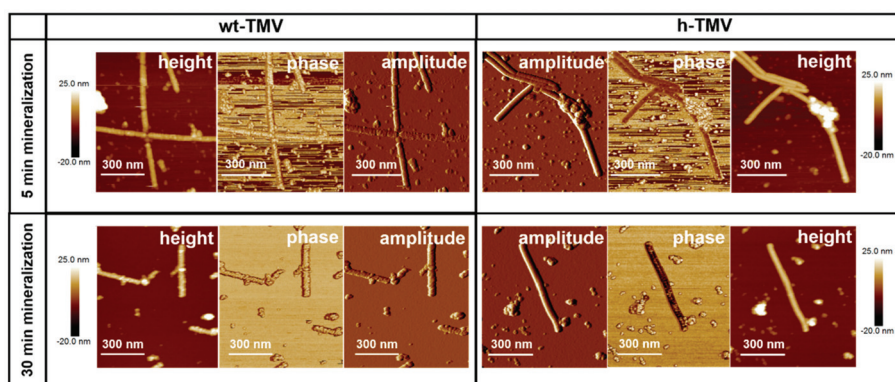 wt-TMV
h-TMV
5 min mineralization
25.0 nm
-20.0 nm
height
300 nm
phase
300 nm
amplitude
300 nm
amplitude
300 nm
phase
300 nm
height
300 nm
25.0 nm
-20.0 nm
30 min mineralization
25.0 nm
-20.0 nm
height
300 nm
phase
300 nm
amplitude
300 nm
amplitude
300 nm
phase
300 nm
height
300 nm
25.0 nm
-20.0 nm